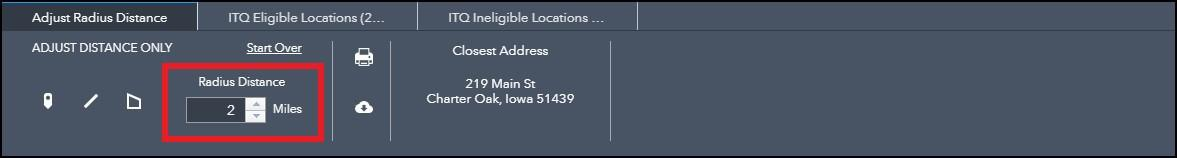 Adjust Radius Distance
ITQ Eligible Locations (2...
ITQ Ineligible Locations ...
ADJUST DISTANCE ONLY
Start Over
Radius Distance
2
Miles
Closest Address
219 Main St
Charter Oak, Iowa 51439